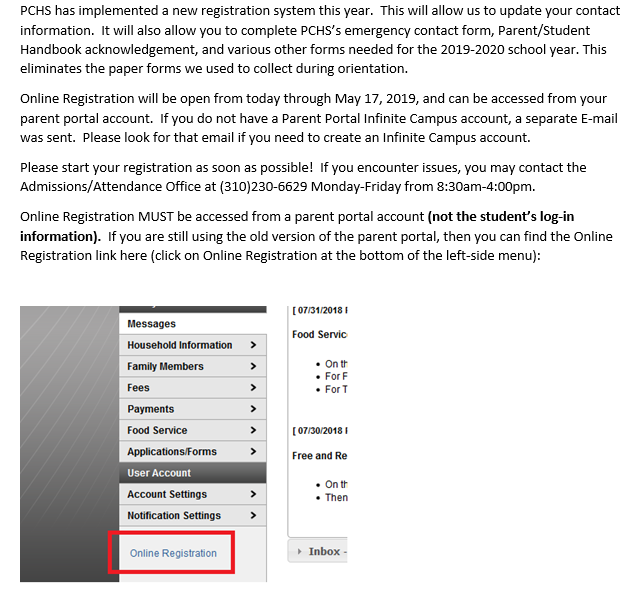 PCHS has implemented a new registration system this year.  This will allow us to update your contact
information.  It will also allow you to complete PCHS’s emergency contact form, Parent/Student
Handbook acknowledgement, and various other forms needed for the 2019-2020 school year. This
eliminates the paper forms we used to collect during orientation.
Online Registration will be open from today through May 17, 2019, and can be accessed from your
parent portal account.  If you do not have a Parent Portal Infinite Campus account, a separate E-mail
was sent.  Please look for that email if you need to create an Infinite Campus account.
Please start your registration as soon as possible!  If you encounter issues, you may contact the
Admissions/Attendance Office at (310)230-6629 Monday-Friday from 8:30am-4:00pm.
Online Registration MUST be accessed from a parent portal account (not the student’s log-in
information).  If you are still using the old version of the parent portal, then you can find the Online
Registration link here (click on Online Registration at the bottom of the left-side menu):
Messages
Household Information
Family Members
Fees
Payments
Food Service
Applications/Forms
User Account
Account Settings
Notification Settings
Online Registration
[ 07/31/2018
Food Servic
• On th
• For F
• For T
[ 07/30/2018
Free and Re
• On th
• Then
Inbox -